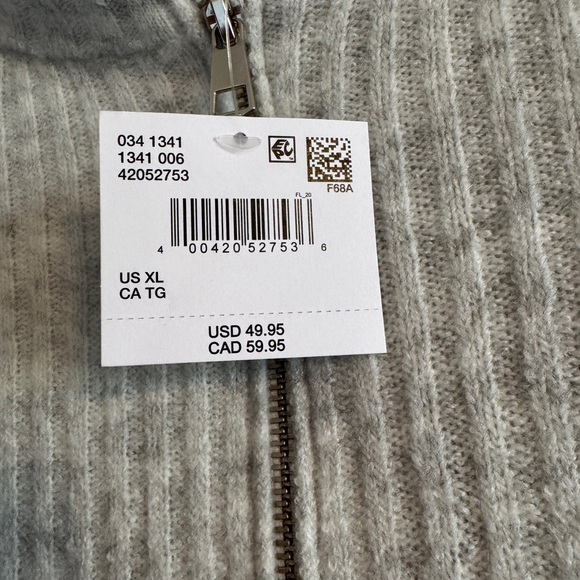 034 1341
1341 006
42052753
F68A
FL_20
4 00420 52753 6
US XL
CA TG
USD 49.95
CAD 59.95